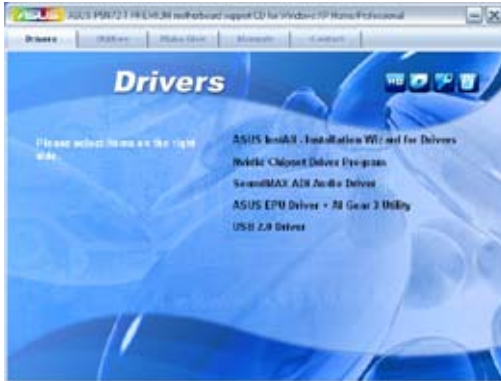 ASUS P5N72-T PREMIUM motherboard support CD for Windows XP Home/Professional
Drivers Utilities Make Disk Manuals Contact
Drivers
Please select items on the right
side.
ASUS InstAll - Installation Wizard for Drivers
Nvidia Chipset Driver Program
SoundMAX ADI Audio Driver
ASUS EPU Driver + AI Gear 3 Utility
USB 2.0 Driver